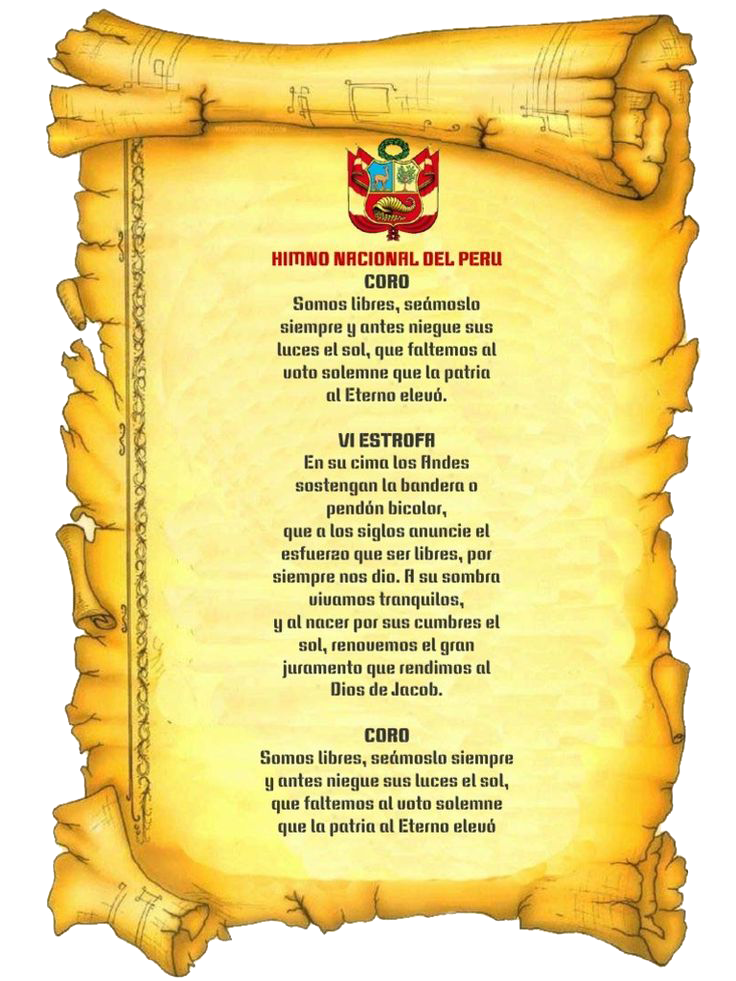 HIMNO NACIONAL DEL PERU
CORO
Somos libres, seámoslo
siempre y antes niegue sus
luces el sol, que faltemos al
voto solemne que la patria
al Eterno elevó.
VI ESTROFA
En su cima los Andes
sostengan la bandera o
pendón bicolor,
que a los siglos anuncie el
esfuerzo que ser libres, por
siempre nos dio. A su sombra
vivamos tranquilos,
y al nacer por sus cumbres el
sol, renovemos el gran
juramento que rendimos al
Dios de Jacob.
CORO
Somos libres, seámoslo siempre
y antes niegue sus luces el sol,
que faltemos al voto solemne
que la patria al Eterno elevó